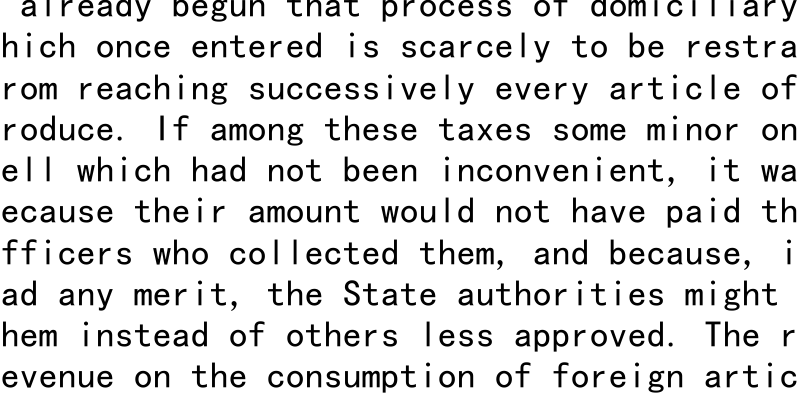 already begun that process of domiciliary
hich once entered is scarcely to be restra
rom reaching successively every article of
roduce. If among these taxes some minor on
ell which had not been inconvenient, it wa
ecause their amount would not have paid th
fficers who collected them, and because, i
ad any merit, the State authorities might
hem instead of others less approved. The r
evenue on the consumption of foreign artic